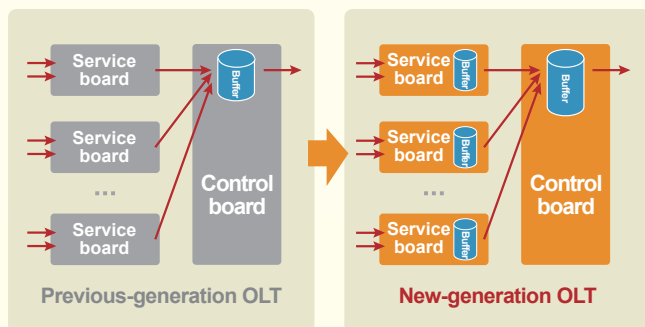 Service
board
Buffer
Service
board
...
Service
board
Control
board
Previous-generation OLT
Service
board
Buffer
Buffer
Service
board
Buffer
...
Service
board
Buffer
Control
board
New-generation OLT